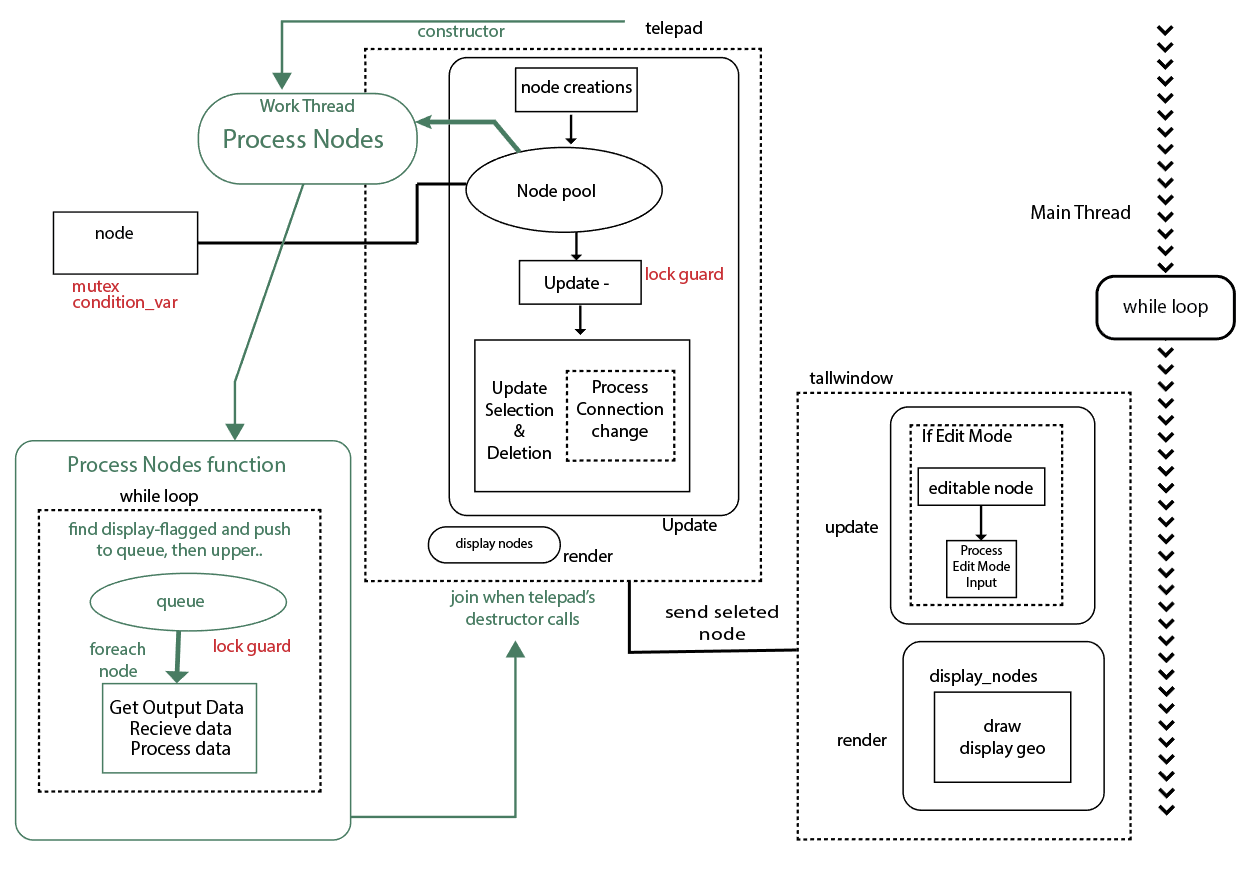 constructor
telepad
Work Thread
Process Nodes
node creations
Node pool
node
mutex
condition_var
Update -
lock guard
Update
Selection
&
Deletion
Process
Connection
change
Update
display nodes
render
Main Thread
while loop
Process Nodes function
while loop
find display-flagged and push
to queue, then upper..
queue
foreach
node
lock guard
Get Output Data
Recieve data
Process data
join when telepad's
destructor calls
send seleted
node
tallwindow
If Edit Mode
editable node
update
Process
Edit Mode
Input
display_nodes
render
draw
display geo